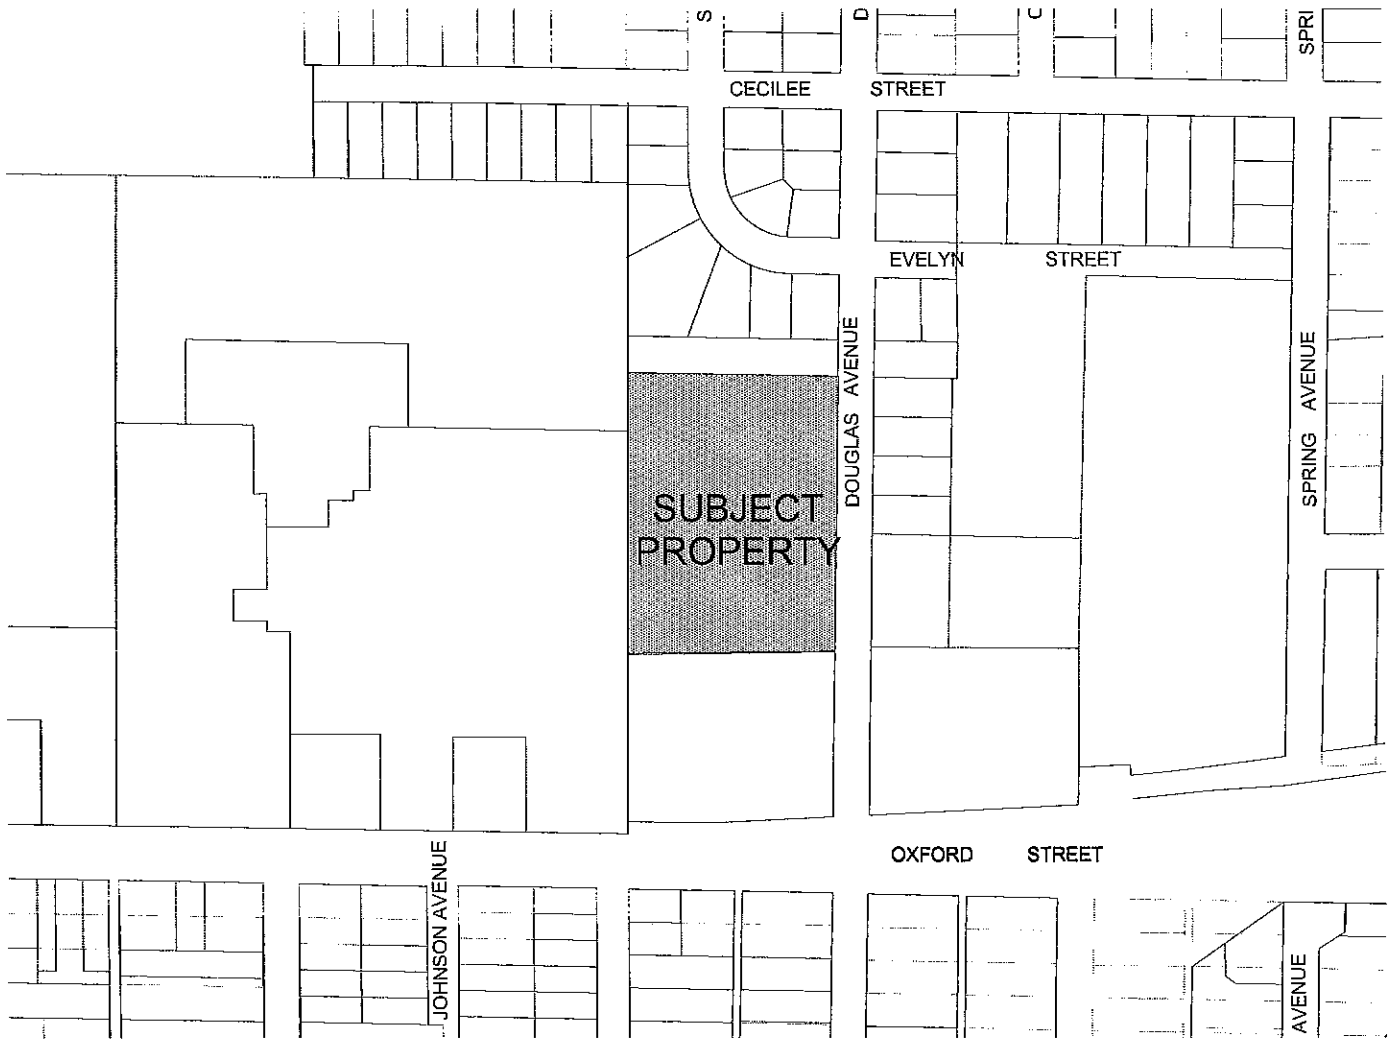 S
D
C
SPRI
CECILEE STREET
EVELYN STREET
DOUGLAS AVENUE
SPRING AVENUE
SUBJECT
PROPERTY
OXFORD STREET
JOHNSON AVENUE
AVENUE